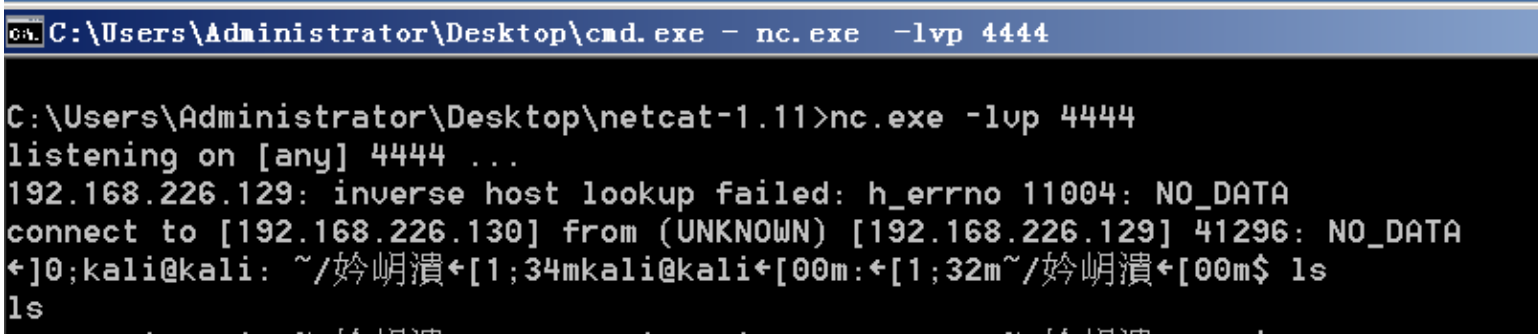 C:\Users\Administrator\Desktop\cmd.exe - nc.exe  -lvp 4444
C:\Users\Administrator\Desktop\netcat-1.11>nc.exe -lvp 4444
listening on [any] 4444 ...
192.168.226.129: inverse host lookup failed: h_errno 11004: NO_DATA
connect to [192.168.226.130] from (UNKNOWN) [192.168.226.129] 41296: NO_DATA
←]0;kali@kali: ~/妗岄潰←[1;34mkali@kali←[00m:←[1;32m~/妗岄潰←[00m$ ls
ls